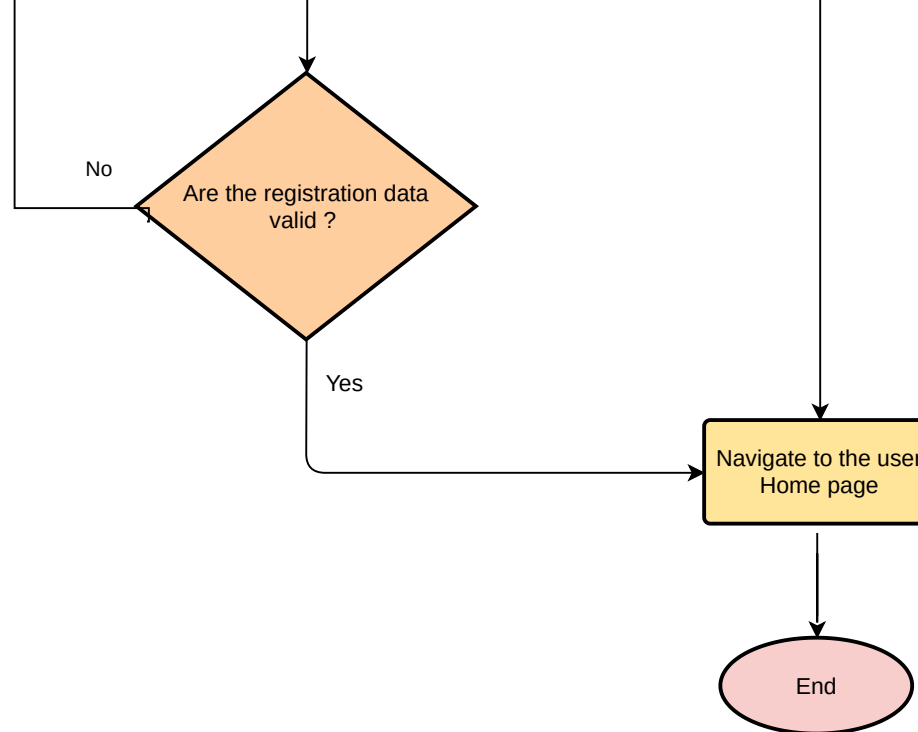 No
Are the registration data
valid ?
Yes
Navigate to the user
Home page
End